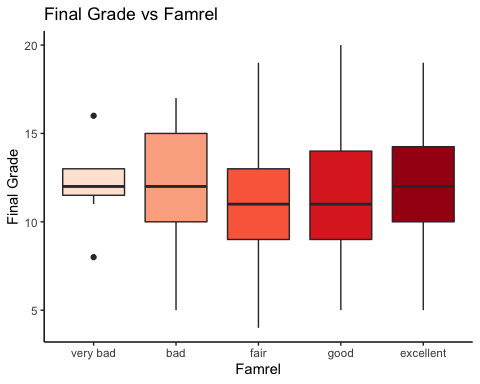 Final Grade vs Famrel
Final Grade
20
15
10
5
very bad bad fair good excellent
Famrel